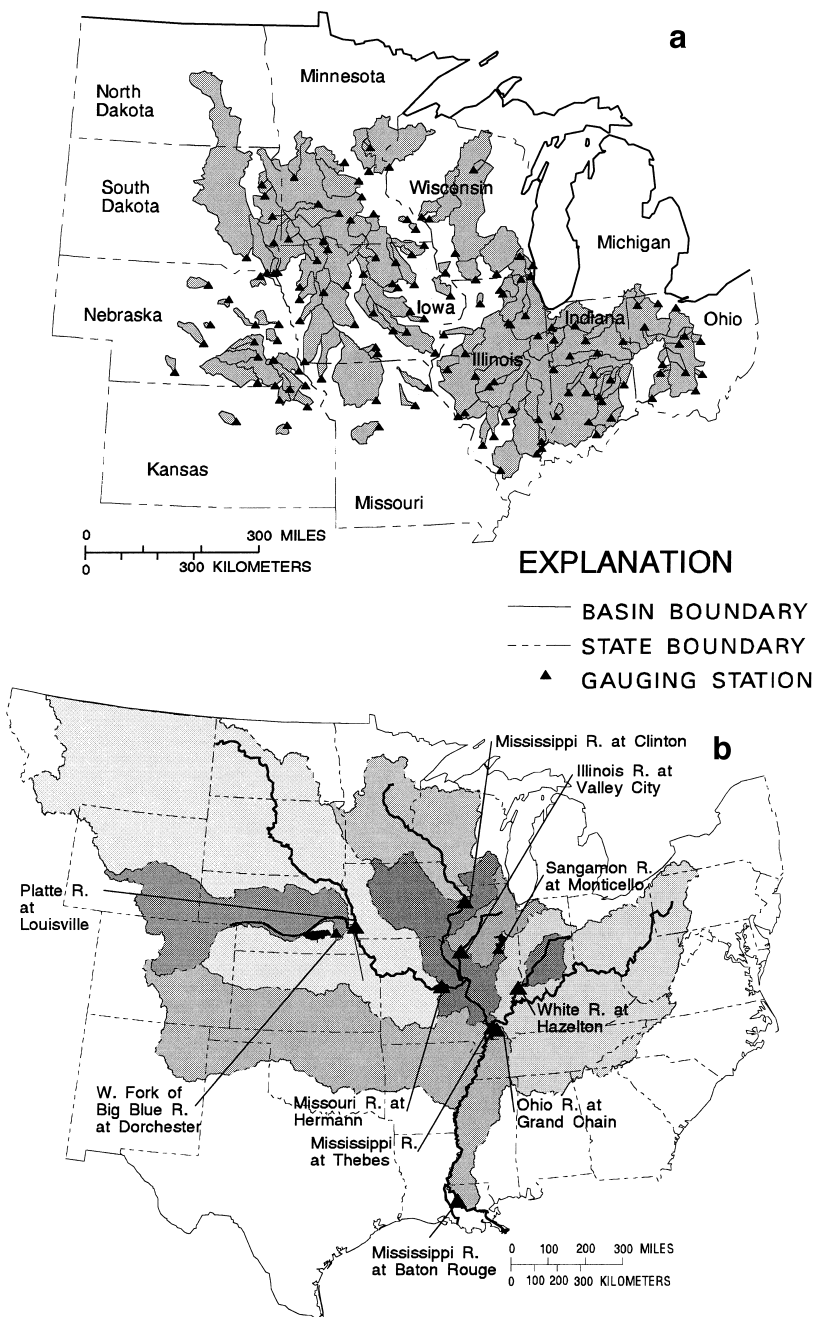 a
Minnesota
North
Dakota
South
Dakota
Wisconsin
Michigan
Nebraska
Iowa
Indiana
Ohio
Illinois
Kansas
Missouri
0 300 MILES
0 300 KILOMETERS
EXPLANATION
BASIN BOUNDARY
STATE BOUNDARY
GAUGING STATION
b
Mississippi R. at Clinton
Illinois R. at
Valley City
Sangamon R.
at Monticello
Platte R.
at
Louisville
White R. at
Hazelton
W. Fork of
Big Blue R.
at Dorchester
Missouri R. at
Hermann
Ohio R. at
Grand Chain
Mississippi R.
at Thebes
Mississippi R.
at Baton Rouge
0 100 200 300 MILES
0 100 200 300 KILOMETERS